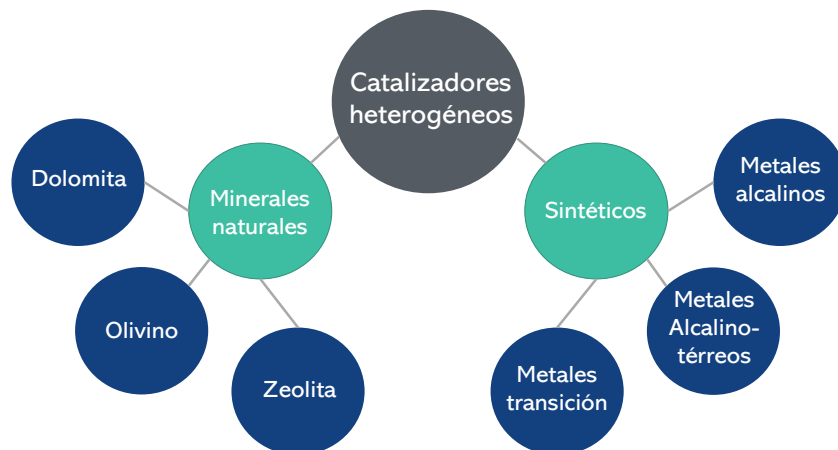 Catalizadores
heterogéneos
Minerales
naturales
Dolomita
Olivino
Zeolita
Sintéticos
Metales
alcalinos
Metales
Alcalino-
térreos
Metales
transición